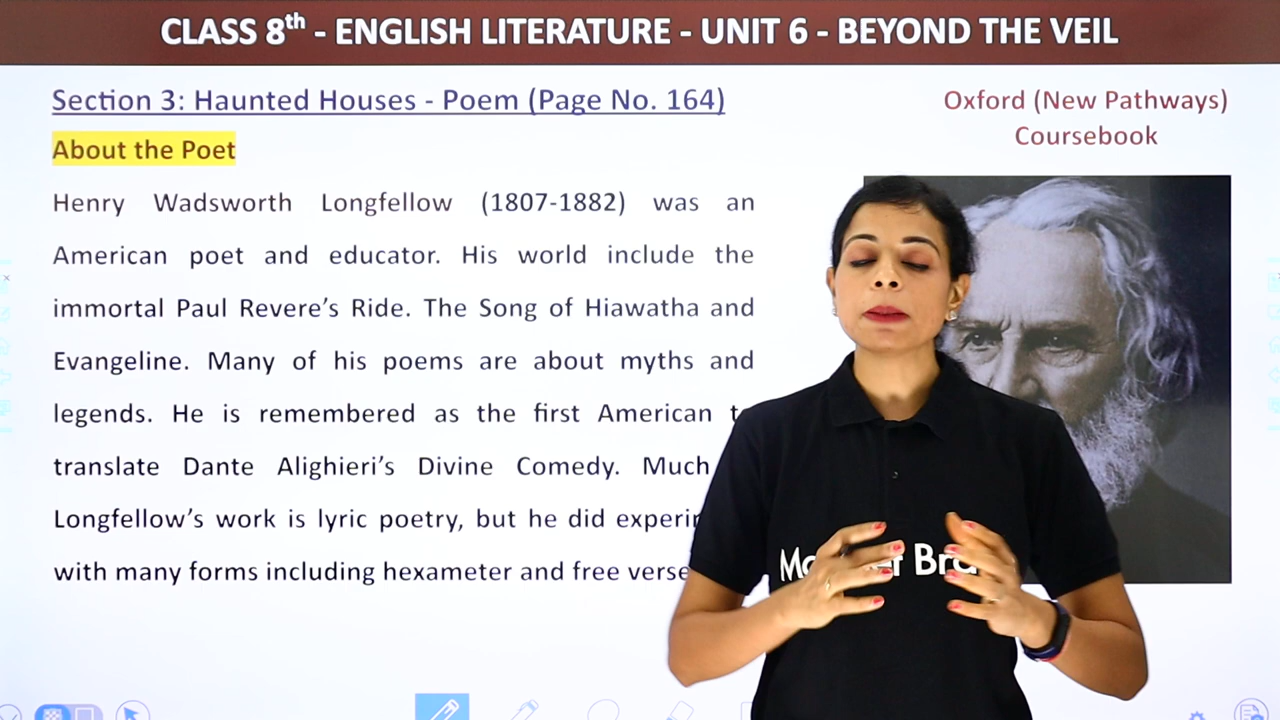 CLASS 8th - ENGLISH LITERATURE - UNIT 6 - BEYOND THE VEIL
Section 3: Haunted Houses - Poem (Page No. 164)
Oxford (New Pathways)
Coursebook
About the Poet
Henry Wadsworth Longfellow (1807-1882) was an
American poet and educator. His world include the
immortal Paul Revere’s Ride. The Song of Hiawatha and
Evangeline. Many of his poems are about myths and
legends. He is remembered as the first American
translate Dante Alighieri’s Divine Comedy. Much
Longfellow’s work is lyric poetry, but he did
with many forms including hexameter and free verse